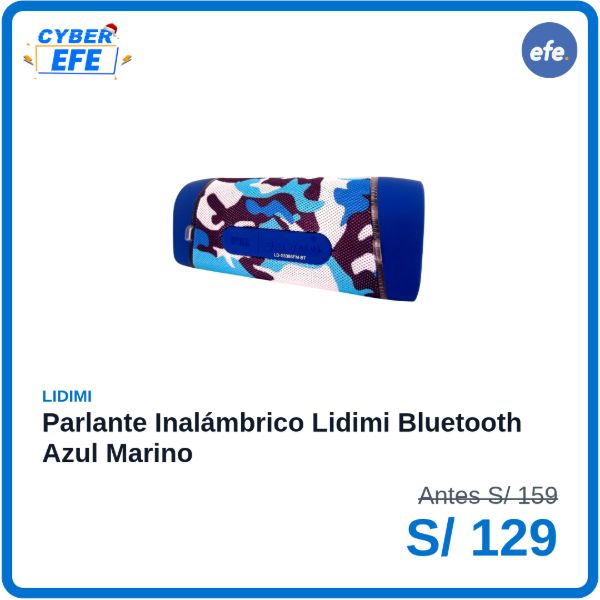 CYBER
EFE
efe.
LIDIMI
Parlante Inalámbrico Lidimi Bluetooth
Azul Marino
Antes S/ 159
S/ 129